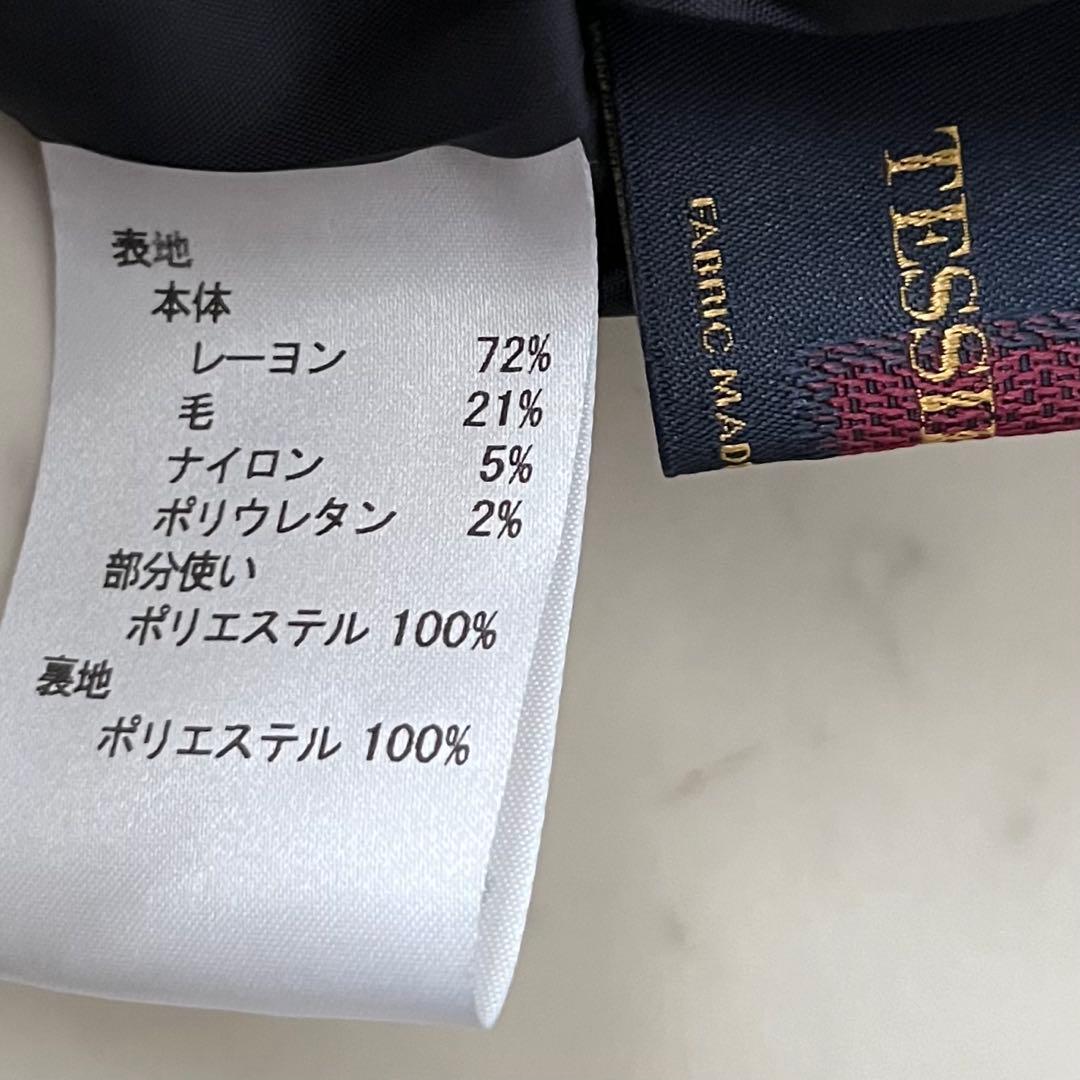 表地
本体
レーヨン 72%
毛 21%
ナイロン 5%
ポリウレタン 2%
部分使い
ポリエステル 100%
裏地
ポリエステル 100%
FABRIC